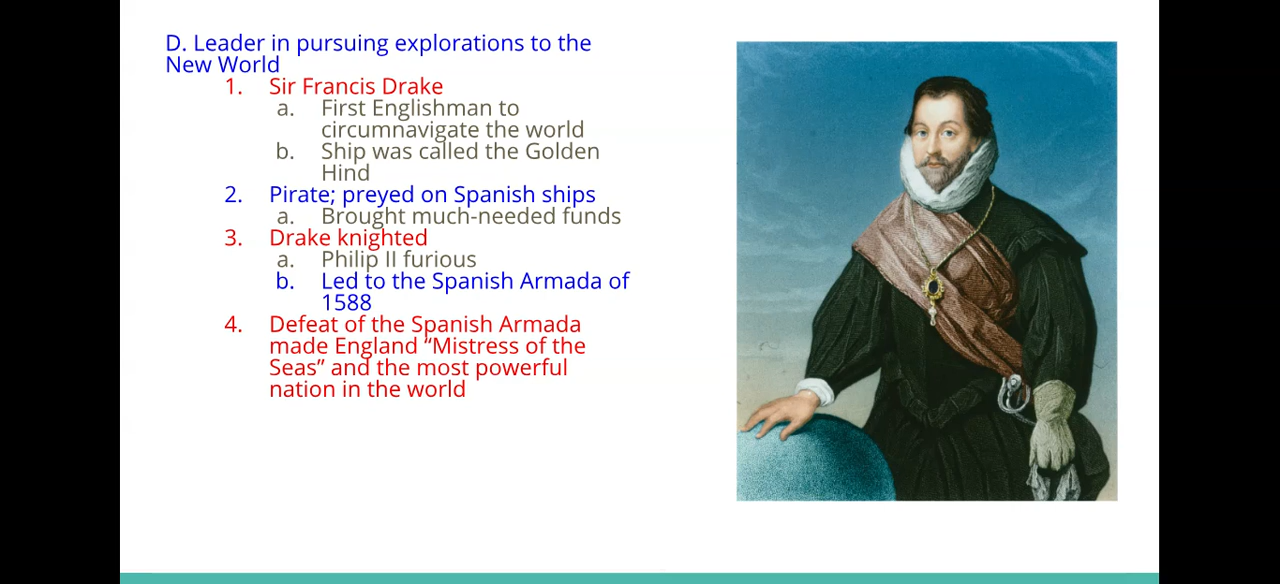 D. Leader in pursuing explorations to the
New World
1. Sir Francis Drake
a. First Englishman to
circumnavigate the world
b. Ship was called the Golden
Hind
2. Pirate; preyed on Spanish ships
a. Brought much-needed funds
3. Drake knighted
a. Philip II furious
b. Led to the Spanish Armada of
1588
4. Defeat of the Spanish Armada
made England “Mistress of the
Seas” and the most powerful
nation in the world